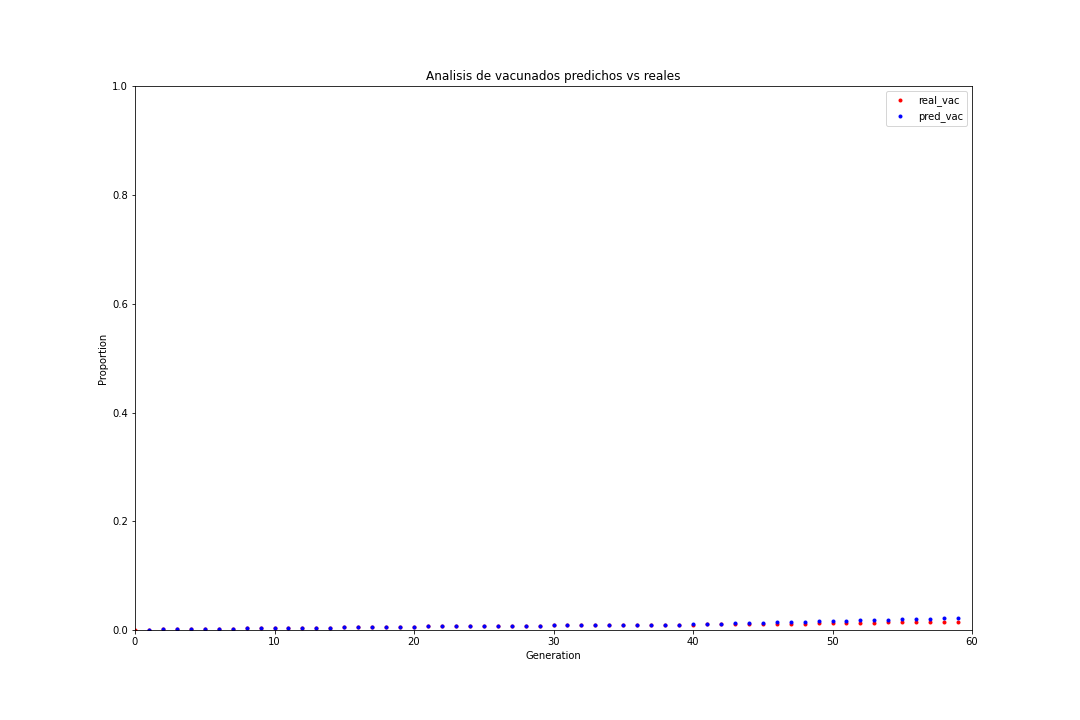 Analisis de vacunados predichos vs reales
real_vac
pred_vac
1.0
0.8
0.6
0.4
0.2
0.0
Proportion
0 10 20 30 40 50 60
Generation